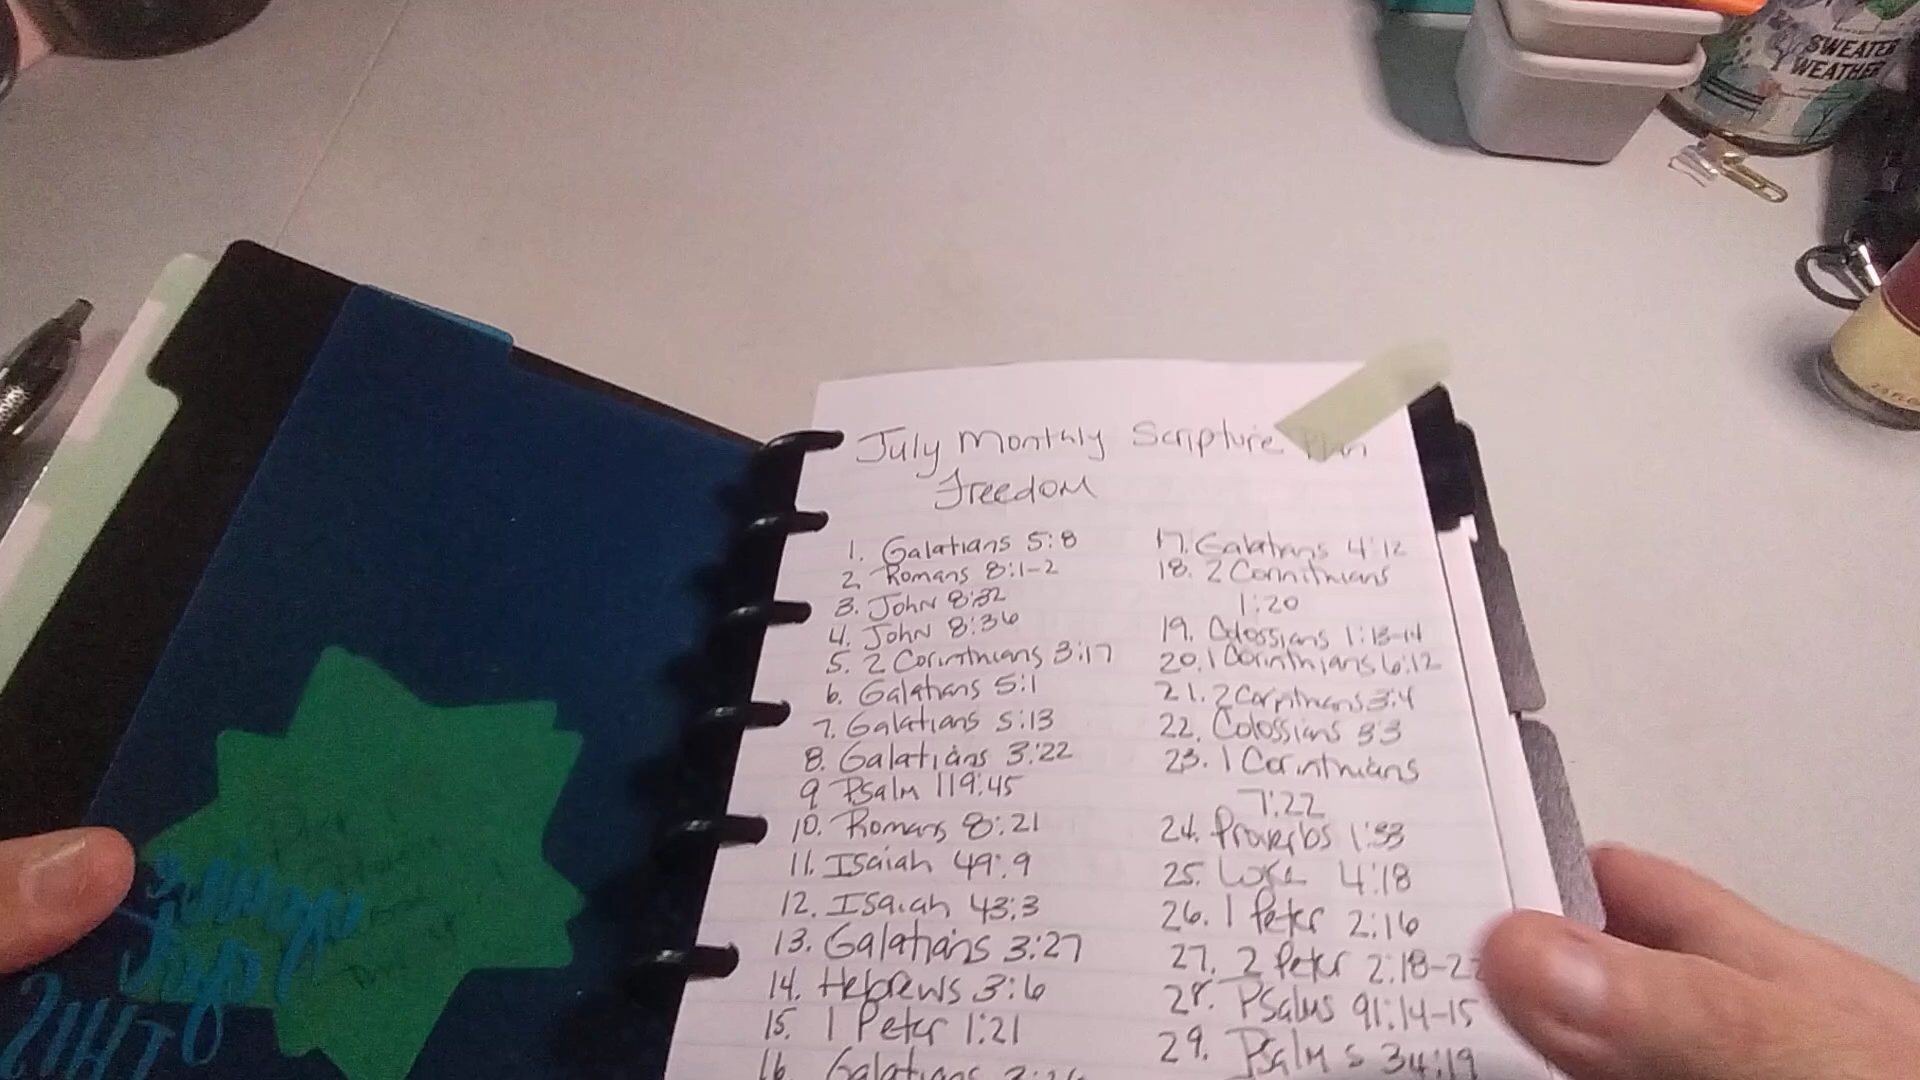 July Monthly Scripture Plan
Freedom
1. Galatians 5:8
2. Romans 8:1-2
3. John 8:32
4. John 8:36
5. 2 Corinthians 3:17
6. Galatians 5:1
7. Galatians 5:13
8. Galatians 3:22
9 Psalm 119:45
10. Romans 8:21
11. Isaiah 49:9
12. Isaiah 43:3
13. Galatians 3:27
14. Hebrews 3:6
15. 1 Peter 1:21
16. Galatians
17. Galatians 4:12
18. 2 Corinithians
1:20
19. Colossians 1:13-14
20. 1 Corinthians 6:12
21. 2 Corinthians 3:4
22. Colossians 3:3
23. 1 Corinthians
7:22
24. Proverbs 1:33
25. Luke 4:18
26. 1 Peter 2:16
27. 2 Peter 2:18-22
28. Psalms 91:14-15
29. Psalms 34:19
SWEATER
WEATHER